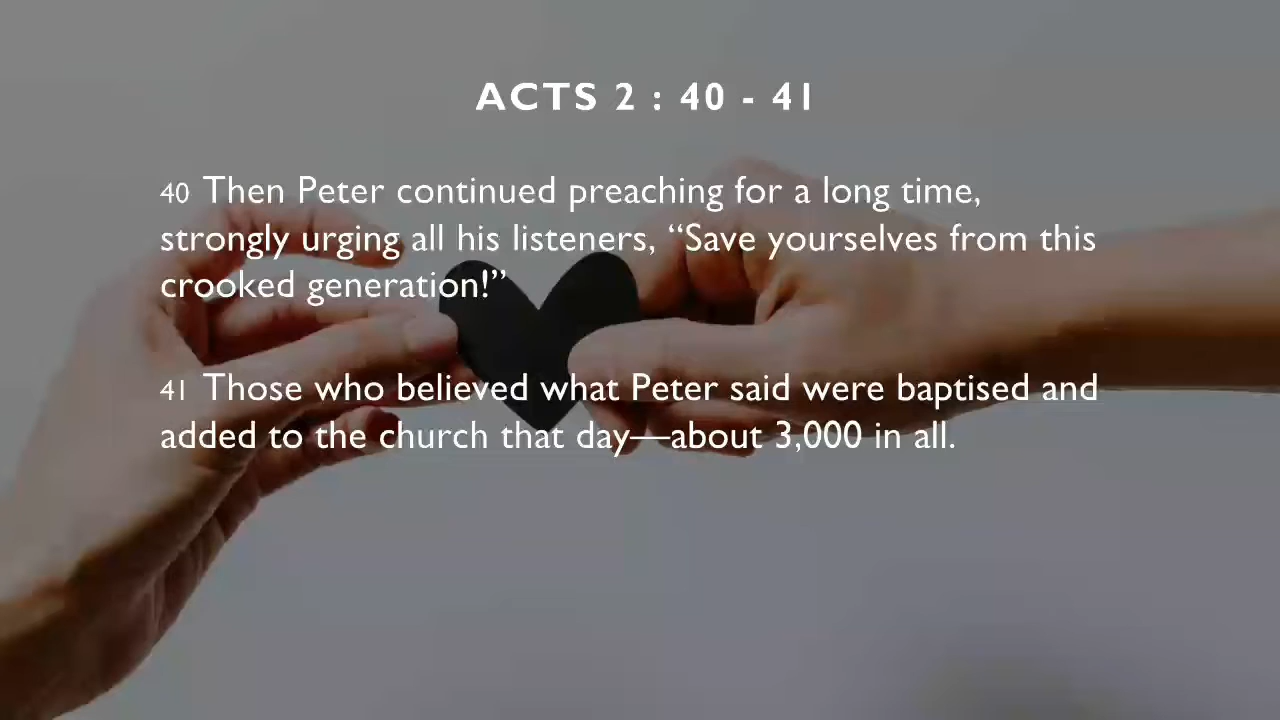 ACTS 2 : 40 - 41
40 Then Peter continued preaching for a long time,
strongly urging all his listeners, “Save yourselves from this
crooked generation!”
41 Those who believed what Peter said were baptised and
added to the church that day—about 3,000 in all.